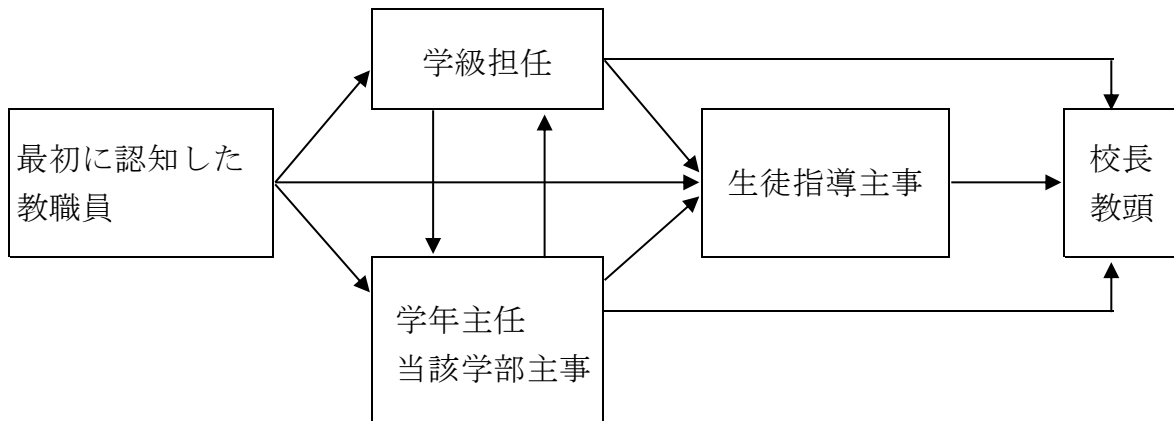 学級担任
最初に認知した
教職員
生徒指導主事
校長
教頭
学年主任
当該学部主事